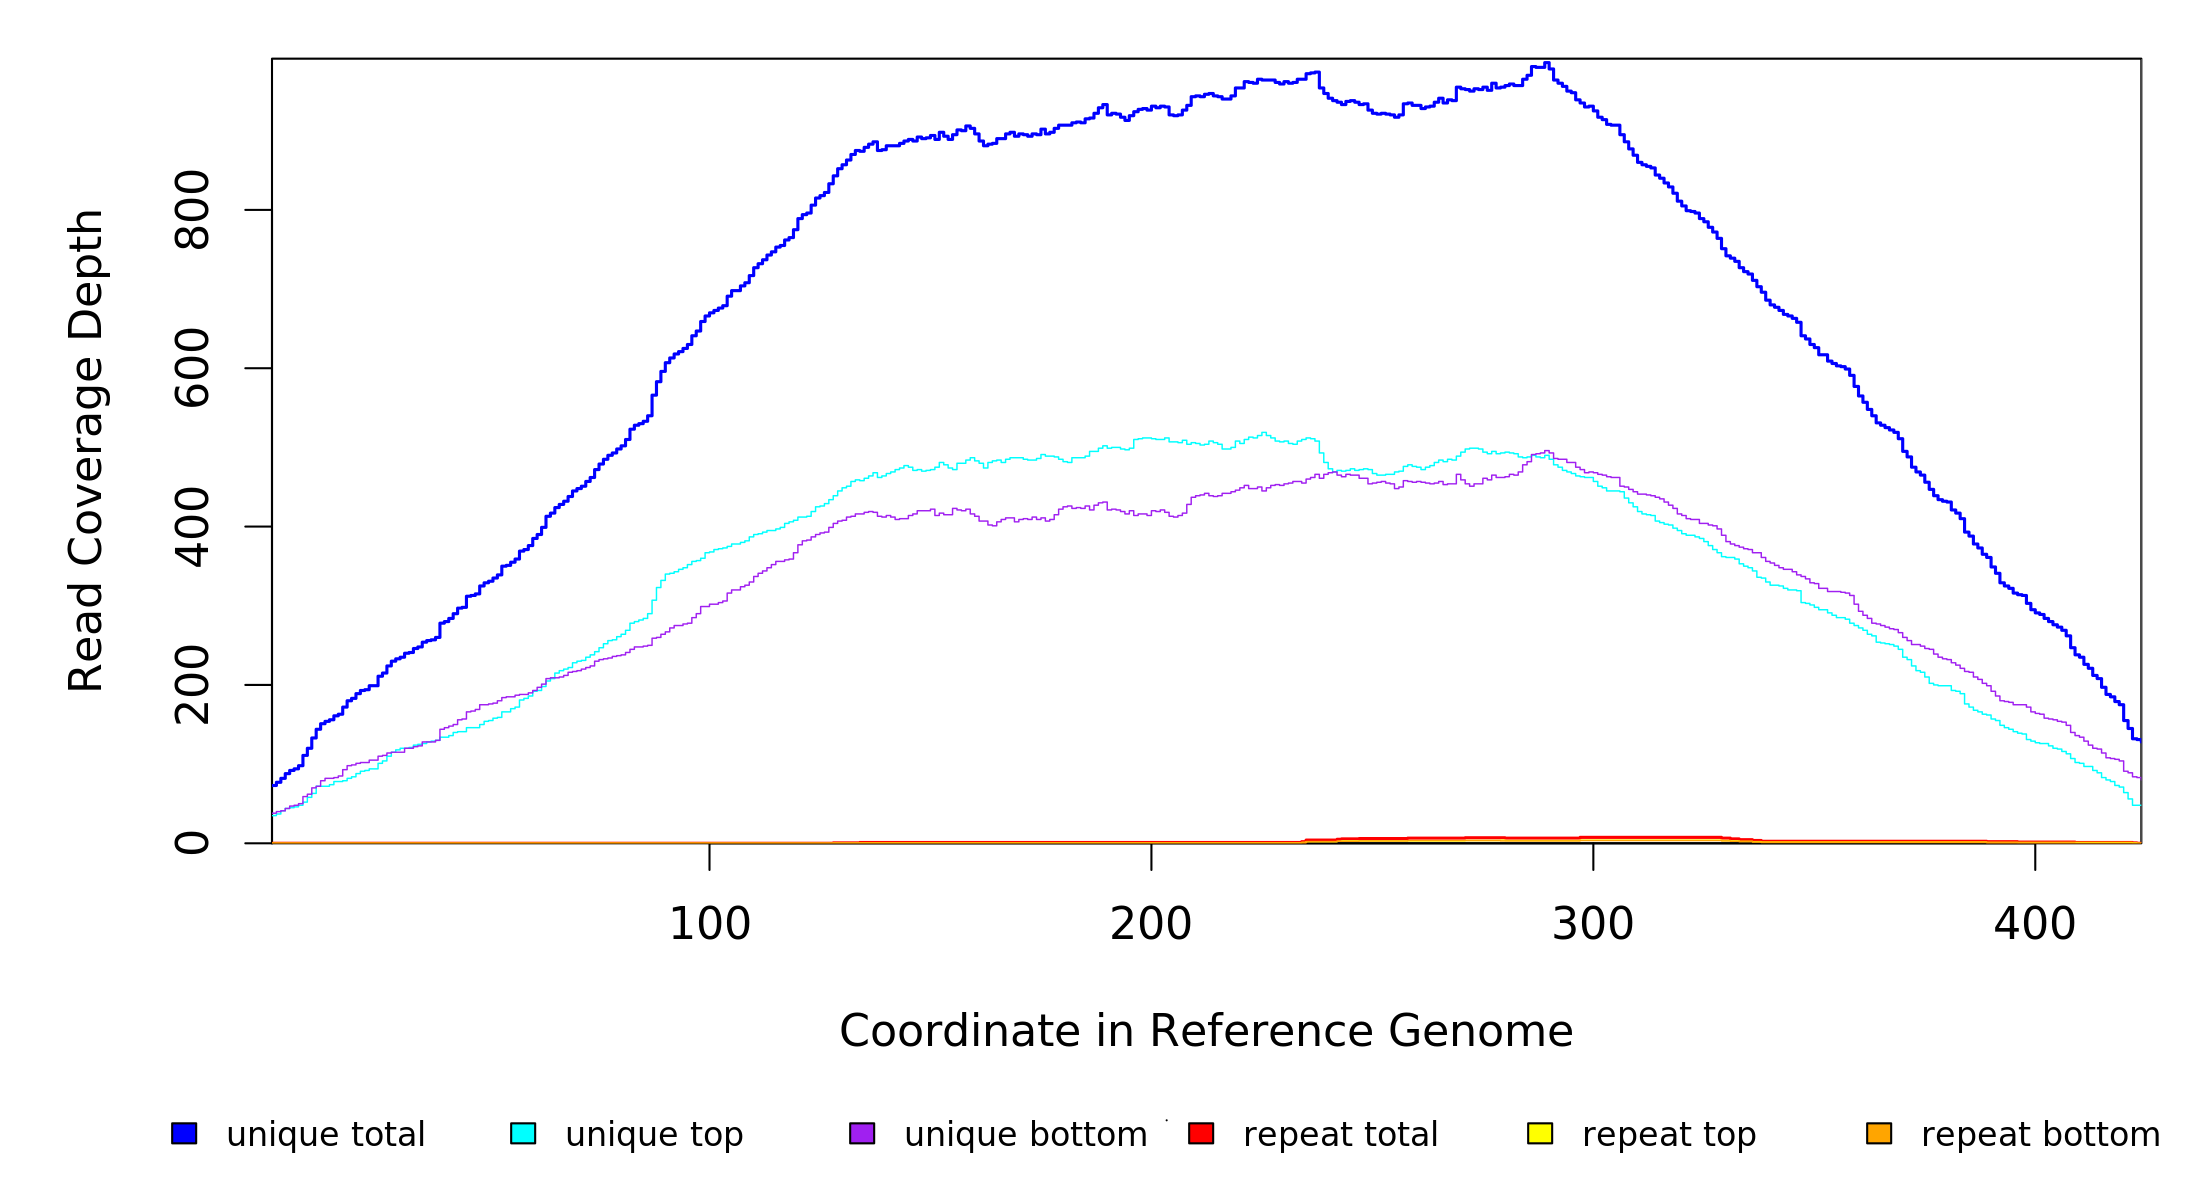 Read Coverage Depth
800
600
400
200
0
100 200 300 400
Coordinate in Reference Genome
unique total unique top unique bottom repeat total repeat top repeat bottom